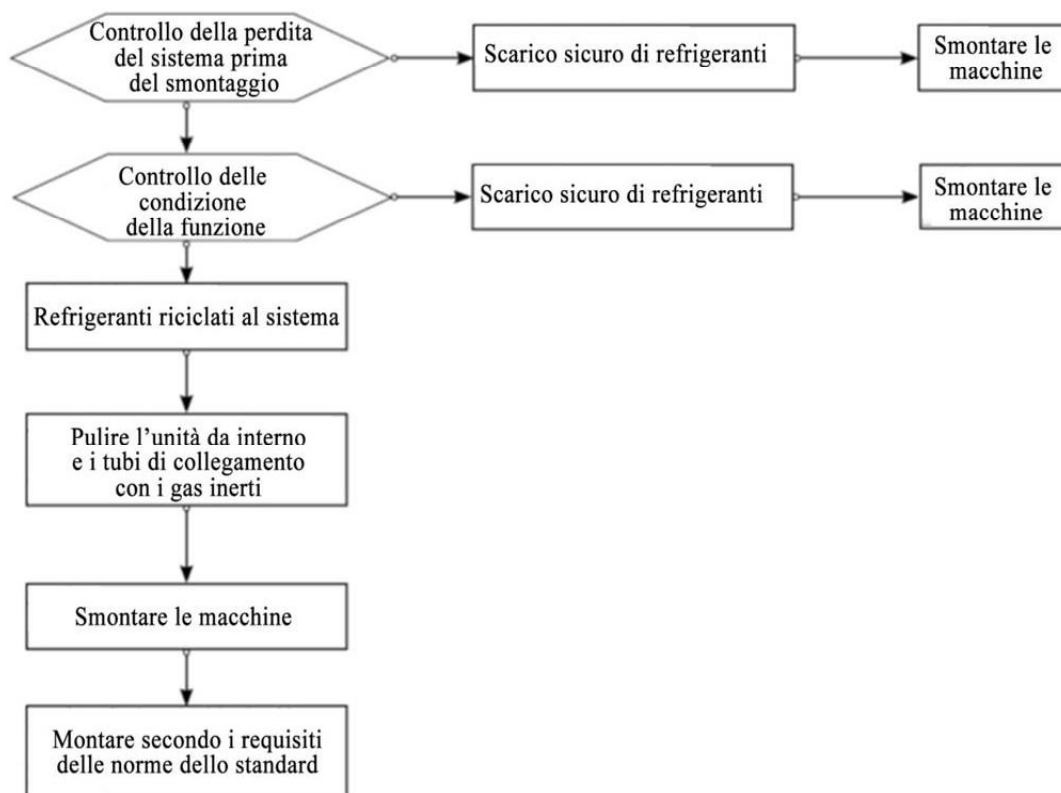 Controllo della perdita
del sistema prima
del smontaggio
Scarico sicuro di refrigeranti
Smontare le
macchine
Controllo delle
condizione
della funzione
Scarico sicuro di refrigeranti
Smontare le
macchine
Refrigeranti riciclati al sistema
Pulire l’unità da interno
e i tubi di collegamento
con i gas inerti
Smontare le macchine
Montare secondo i requisiti
delle norme dello standard